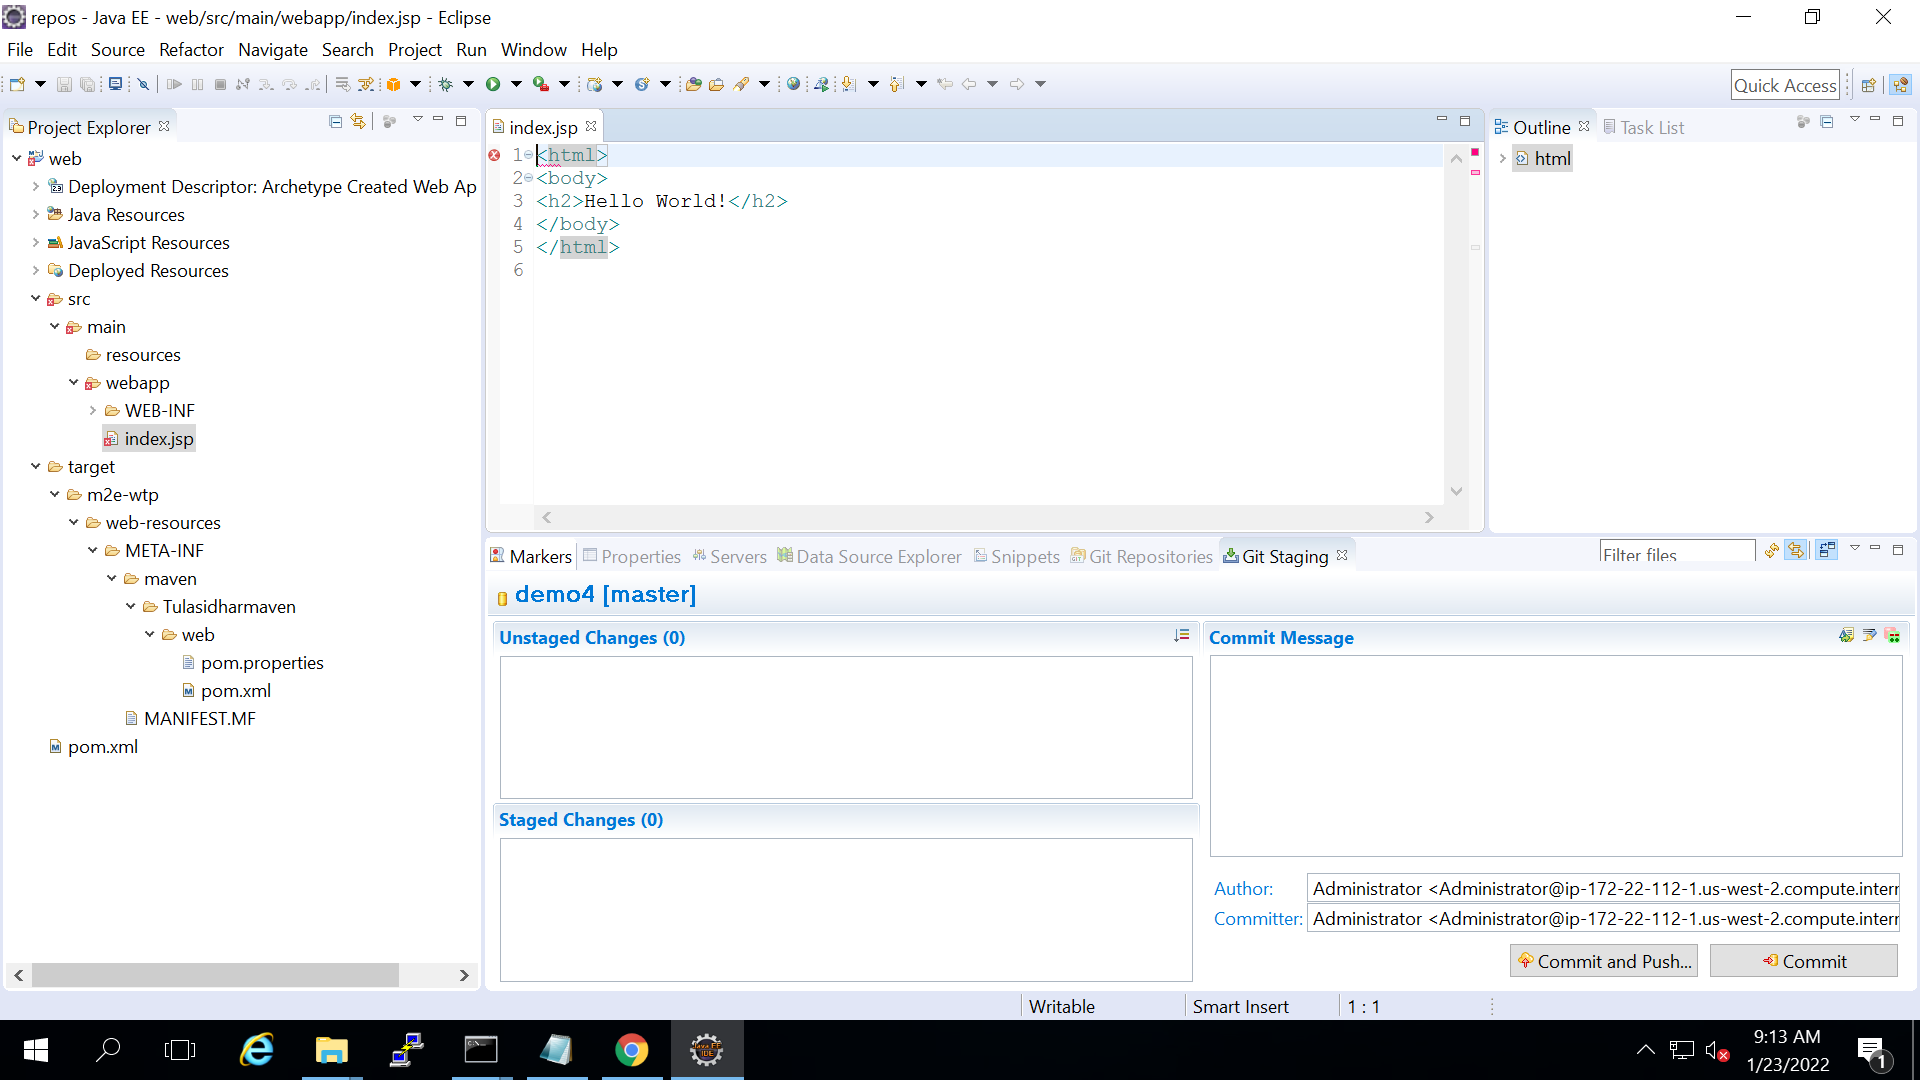 repos - Java EE - web/src/main/webapp/index.jsp - Eclipse
File Edit Source Refactor Navigate Search Project Run Window Help
Quick Access
Project Explorer
web
Deployment Descriptor: Archetype Created Web Ap
Java Resources
JavaScript Resources
Deployed Resources
src
main
resources
webapp
WEB-INF
index.jsp
target
m2e-wtp
web-resources
META-INF
maven
Tulasidharmaven
web
pom.properties
pom.xml
MANIFEST.MF
pom.xml
index.jsp
1 <html>
2 <body>
3 <h2>Hello World!</h2>
4 </body>
5 </html>
6
Outline Task List
html
Markers Properties Servers Data Source Explorer Snippets Git Repositories Git Staging
Filter files
demo4 [master]
Unstaged Changes (0)
Staged Changes (0)
Commit Message
Author: Administrator <Administrator@ip-172-22-112-1.us-west-2.compute.intern
Committer: Administrator <Administrator@ip-172-22-112-1.us-west-2.compute.intern
Commit and Push... Commit
Writable Smart Insert 1 : 1
9:13 AM
1/23/2022
1